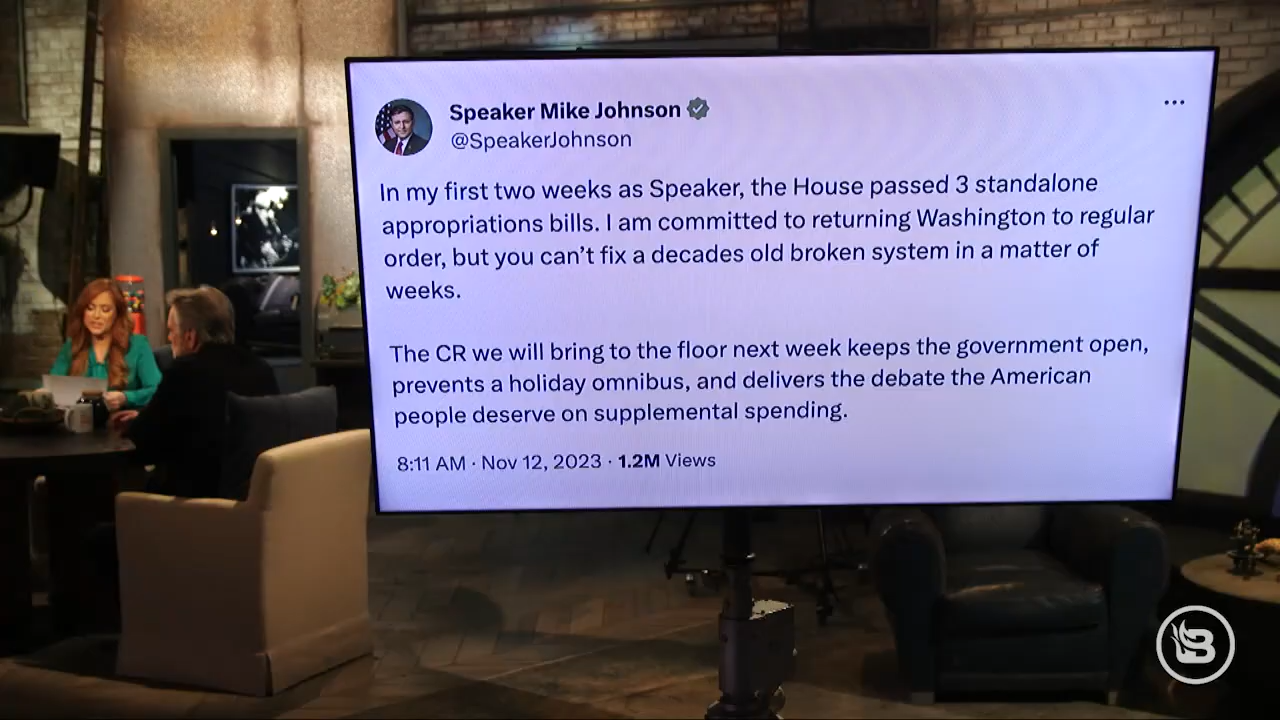 Speaker Mike Johnson
@SpeakerJohnson
In my first two weeks as Speaker, the House passed 3 standalone
appropriations bills. I am committed to returning Washington to regular
order, but you can’t fix a decades old broken system in a matter of
weeks.
The CR we will bring to the floor next week keeps the government open,
prevents a holiday omnibus, and delivers the debate the American
people deserve on supplemental spending.
8:11 AM · Nov 12, 2023 · 1.2M Views
B